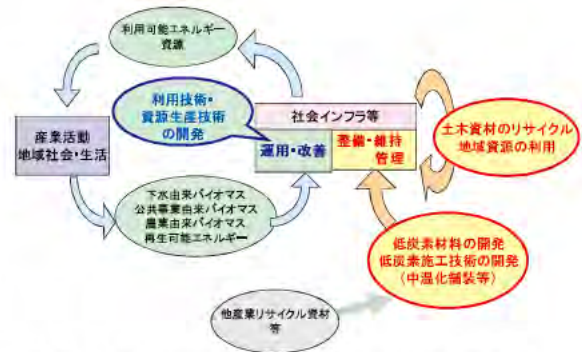 利用可能エネルギー
資源
利用技術・
資源生産技術
の開発
社会インフラ等
産業活動
地域社会・生活
運用・改善
整備・維持
管理
土木資材のリサイクル
地域資源の利用
下水由来バイオマス
公共事業由来バイオマス
農業由来バイオマス
再生可能エネルギー
低炭素材料の開発
低炭素施工技術の開発
(中温化舗装等)
他産業リサイクル資材
等